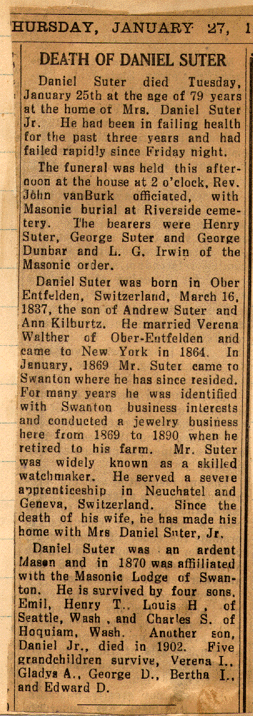 HURSDAY, JANUARY 27, 1
DEATH OF DANIEL SUTER
Daniel Suter died Tuesday,
January 25th at the age of 79 years
at the home of Mrs. Daniel Suter
Jr. He had been in failing health
for the past three years and had
failed rapidly since Friday night.
The funeral was held this after-
noon at the house at 2 o'clock, Rev.
John vanBurk officiated, with
Masonic burial at Riverside ceme-
tery. The bearers were Henry
Suter, George Suter and George
Dunbar and L. G. Irwin of the
Masonic order.
Daniel Suter was born in Ober
Entfelden, Switzerland, March 16,
1837, the son of Andrew Suter and
Ann Kilhurtz. He married Verena
Walther of Ober-Entfelden and
came to New York in 1864. In
January, 1869 Mr. Suter came to
Swanton where he has since resided.
For many years he was identified
with Swanton business interests
and conducted a jewelry business
here from 1869 to 1890 when he
retired to his farm. Mr. Suter
was widely known as a skilled
watchmaker. He served a severe
apprenticeship in Neuchatel and
Geneva, Switzerland. Since the
death of his wife, he has made his
home with Mrs Daniel Suter, Jr.
Daniel Suter was an ardent
Mason and in 1870 was affiliated
with the Masonic Lodge of Swan-
ton. He is survived by four sons,
Emil, Henry T., Louis H, of
Seattle, Wash, and Charles S. of
Hoquiam, Wash. Another son,
Daniel Jr., died in 1902. Five
grandchildren survive, Verena I.,
Gladys A., George D., Bertha I.,
and Edward D.